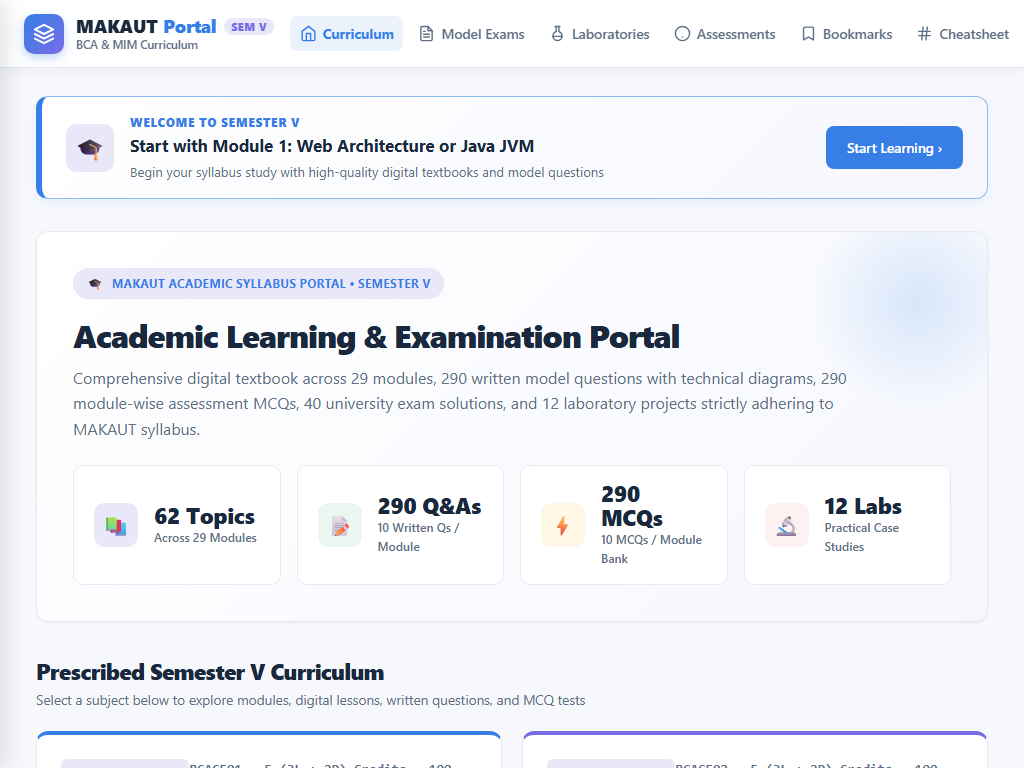 MAKAUT Portal SEM V
BCA & MIM Curriculum
Curriculum
Model Exams
Laboratories
Assessments
Bookmarks
Cheatsheet
WELCOME TO SEMESTER V
Start with Module 1: Web Architecture or Java JVM
Begin your syllabus study with high-quality digital textbooks and model questions
Start Learning ›
MAKAUT ACADEMIC SYLLABUS PORTAL • SEMESTER V
Academic Learning & Examination Portal
Comprehensive digital textbook across 29 modules, 290 written model questions with technical diagrams, 290
module-wise assessment MCQs, 40 university exam solutions, and 12 laboratory projects strictly adhering to
MAKAUT syllabus.
62 Topics
Across 29 Modules
290 Q&As
10 Written Qs /
Module
290
MCQs
10 MCQs / Module
Bank
12 Labs
Practical Case
Studies
Prescribed Semester V Curriculum
Select a subject below to explore modules, digital lessons, written questions, and MCQ tests